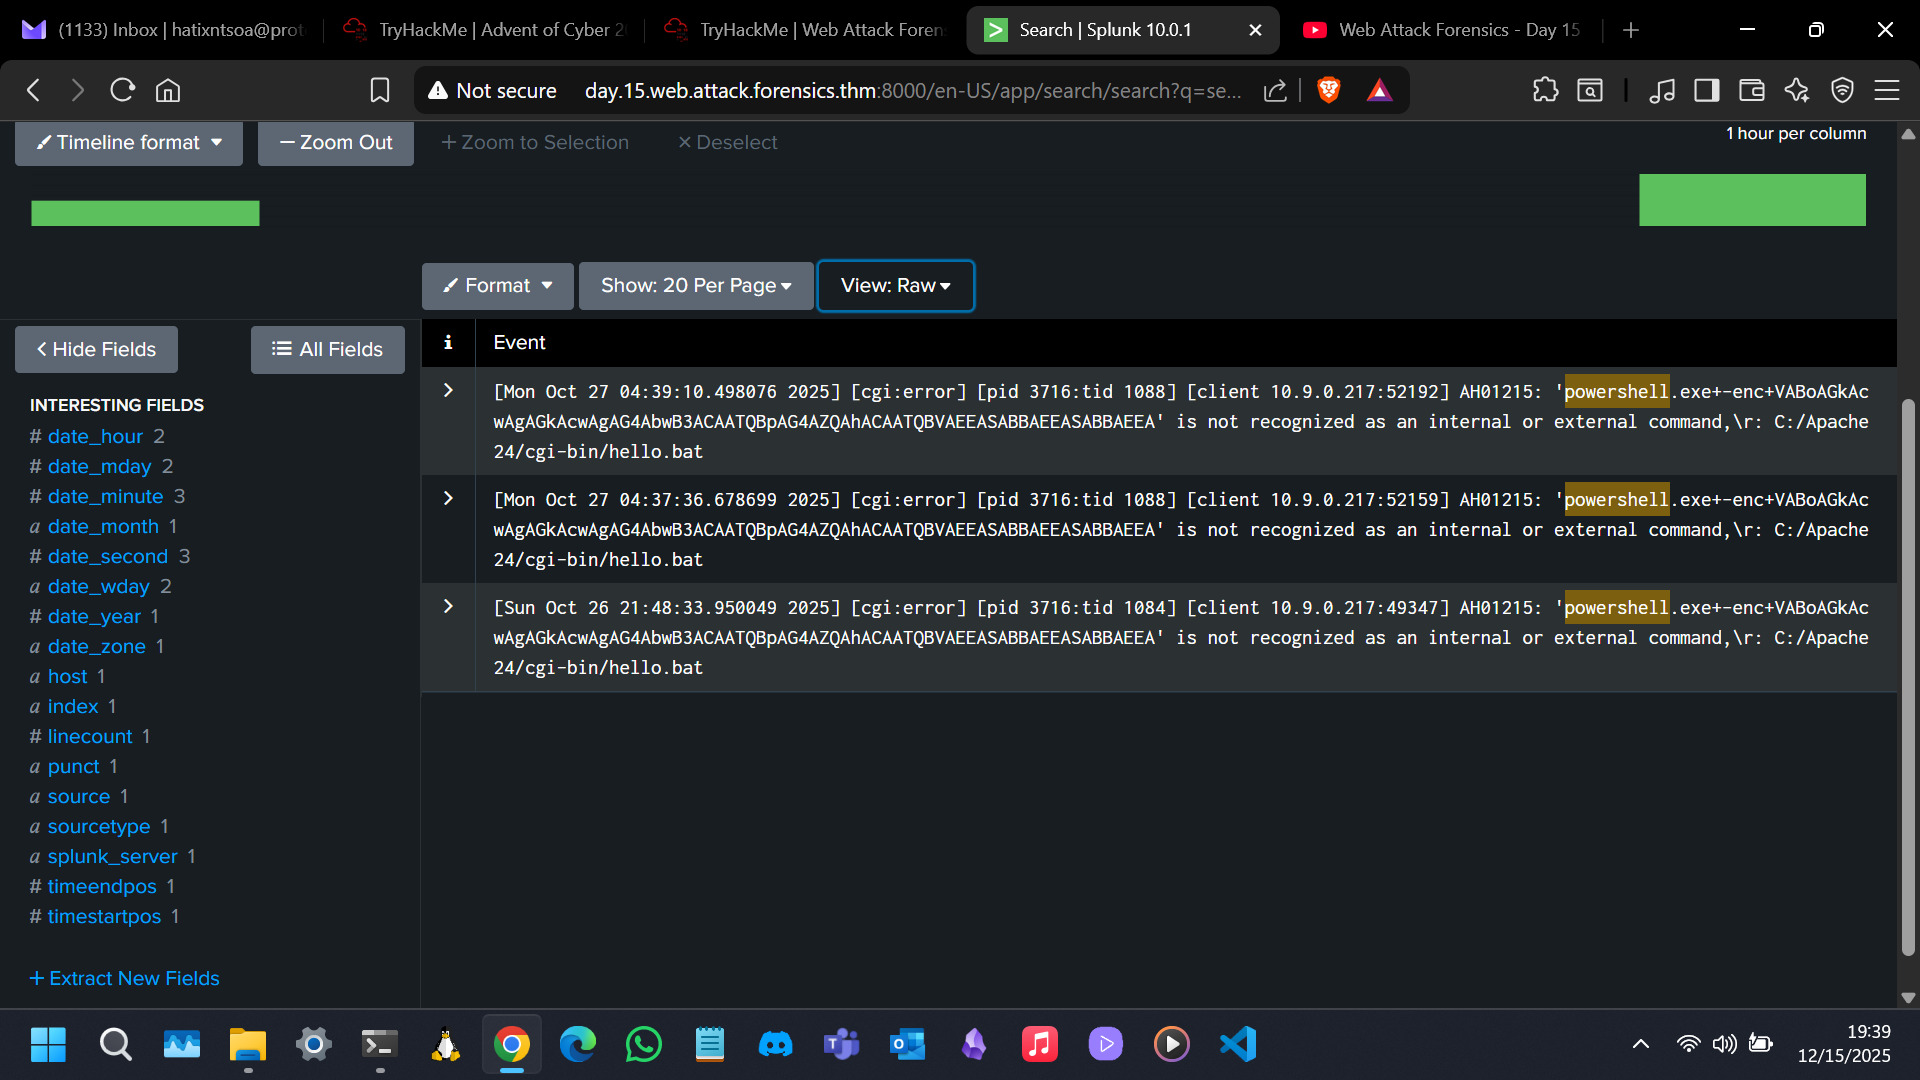 (1133) Inbox | hatixntsoa@prot
TryHackMe | Advent of Cyber 2
TryHackMe | Web Attack Foren
Search | Splunk 10.0.1
Web Attack Forensics - Day 15
Not secure
day.15.web.attack.forensics.thm:8000/en-US/app/search/search?q=se...
Timeline format
Zoom Out
+ Zoom to Selection
× Deselect
1 hour per column
Format
Show: 20 Per Page
View: Raw
Hide Fields
All Fields
i
Event
INTERESTING FIELDS
# date_hour 2
# date_mday 2
# date_minute 3
a date_month 1
# date_second 3
a date_wday 2
# date_year 1
a date_zone 1
a host 1
a index 1
# linecount 1
a punct 1
a source 1
a sourcetype 1
a splunk_server 1
# timeendpos 1
# timestartpos 1
+ Extract New Fields
[Mon Oct 27 04:39:10.498076 2025] [cgi:error] [pid 3716:tid 1088] [client 10.9.0.217:52192] AH01215: 'powershell.exe+-enc+VABoAGkAc
wAgAGkAcwAgAG4AbwB3ACAATQBpAG4AZQAhACAATQBVAEEASABBAEEASABBAEEA' is not recognized as an internal or external command,\r: C:/Apache
24/cgi-bin/hello.bat
[Mon Oct 27 04:37:36.678699 2025] [cgi:error] [pid 3716:tid 1088] [client 10.9.0.217:52159] AH01215: 'powershell.exe+-enc+VABoAGkAc
wAgAGkAcwAgAG4AbwB3ACAATQBpAG4AZQAhACAATQBVAEEASABBAEEASABBAEEA' is not recognized as an internal or external command,\r: C:/Apache
24/cgi-bin/hello.bat
[Sun Oct 26 21:48:33.950049 2025] [cgi:error] [pid 3716:tid 1084] [client 10.9.0.217:49347] AH01215: 'powershell.exe+-enc+VABoAGkAc
wAgAGkAcwAgAG4AbwB3ACAATQBpAG4AZQAhACAATQBVAEEASABBAEEASABBAEEA' is not recognized as an internal or external command,\r: C:/Apache
24/cgi-bin/hello.bat
19:39
12/15/2025